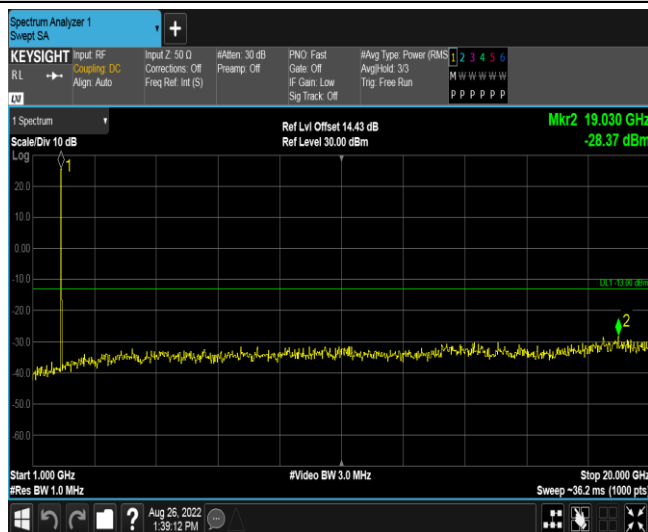 Spectrum Analyzer 1
Swept SA
KEYSIGHT
RL
LXI
Input: RF
Coupling: DC
Align: Auto
Input Z: 50 Ω
Corrections: Off
Freq Ref: Int (S)
#Atten: 30 dB
Preamp: Off
PNO: Fast
Gate: Off
IF Gain: Low
Sig Track: Off
#Avg Type: Power (RMS
Avg|Hold: 3/3
Trig: Free Run
1 2 3 4 5 6
M W W W W W
P P P P P P
1 Spectrum
Scale/Div 10 dB
Log
Ref Lvl Offset 14.43 dB
Ref Level 30.00 dBm
Mkr2 19.030 GHz
-28.37 dBm
1
20.0
10.0
0.00
-10.0
DL1 -13.00 dBm
-20.0
2
-30.0
-40.0
-50.0
-60.0
Start 1.000 GHz
#Res BW 1.0 MHz
#Video BW 3.0 MHz
Stop 20.000 GHz
Sweep ~36.2 ms (1000 pts)
?
Aug 26, 2022
1:39:12 PM